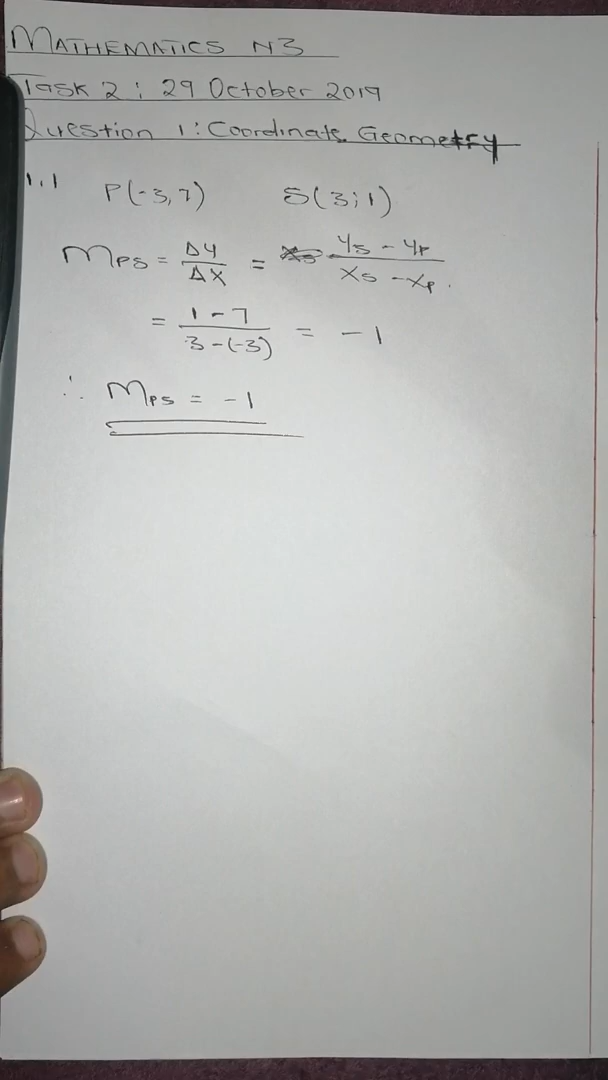 MATHEMATICS N3
Task 2 : 29 October 2019
Question 1 : Coordinate Geometry
1.1 P(-3,7) S(3;1)
MPS = ΔY/ΔX = YS - YP / XS - XP.
= 1 - 7 / 3 - (-3) = -1
∴ MPS = -1